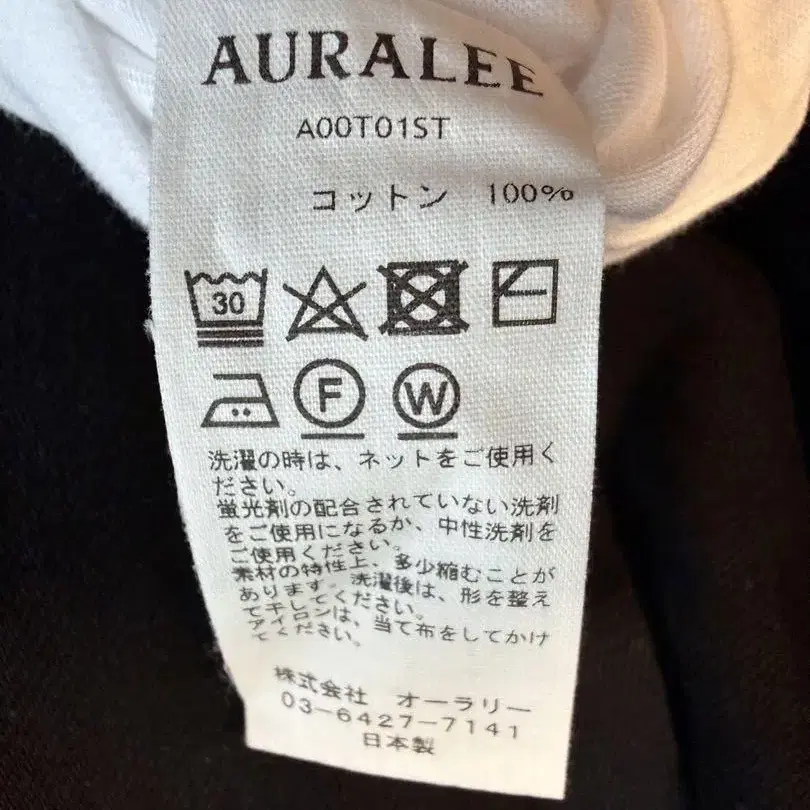 AURALEE
A00T01ST
コットン 100%
30
F W
洗濯の時は、ネットをご使用く
ださい。
蛍光剤の配合されていない洗剤
をご使用になるか、中性洗剤を
ご使用ください。
素材の特性上、多少縮むことが
あります。洗濯後は、形を整え
てください。
アイロンは、当て布をしてかけ
てください。
株式会社 オーラリー
03-6427-7141
日本製